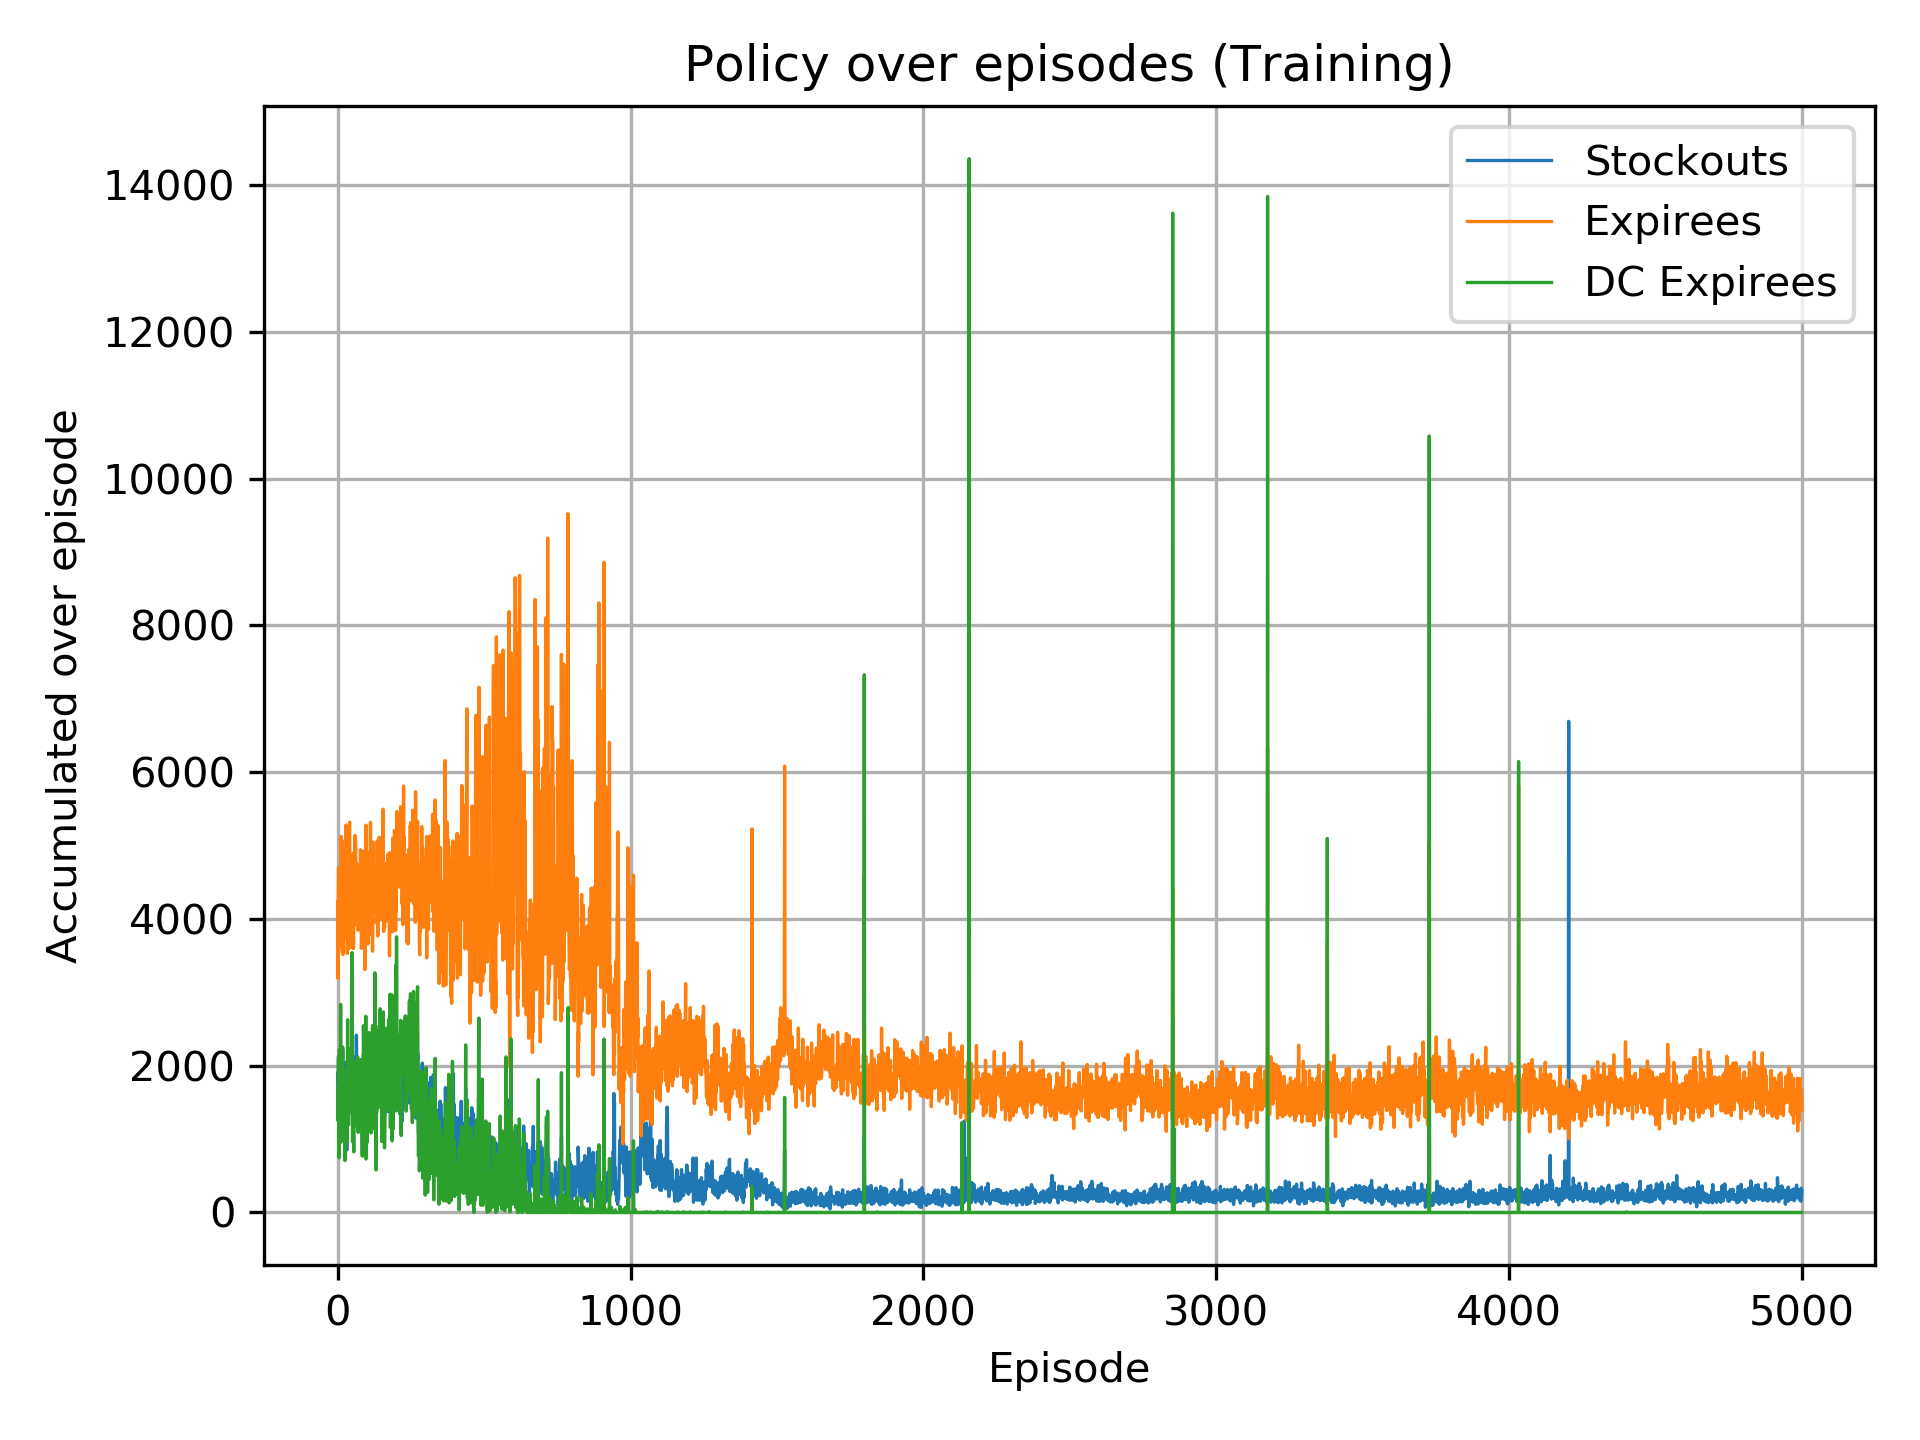 Policy over episodes (Training)
Stockouts
Expirees
DC Expirees
Accumulated over episode
14000
12000
10000
8000
6000
4000
2000
0
0 1000 2000 3000 4000 5000
Episode